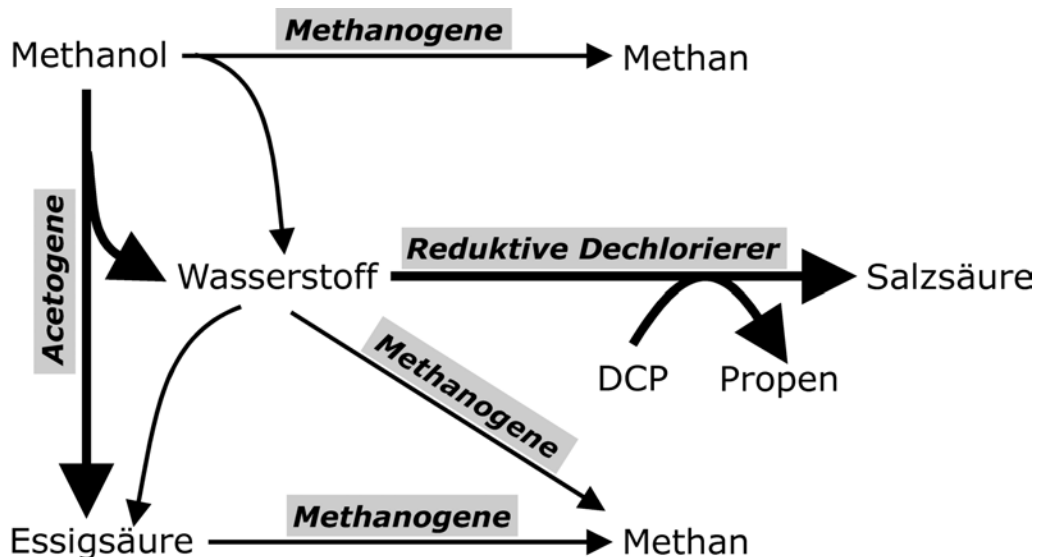 Methanogene
Methanol
Methan
Acetogene
Reduktive Dechlorierer
Wasserstoff
Salzsäure
Methanogene
DCP
Propen
Methanogene
Essigsäure
Methan